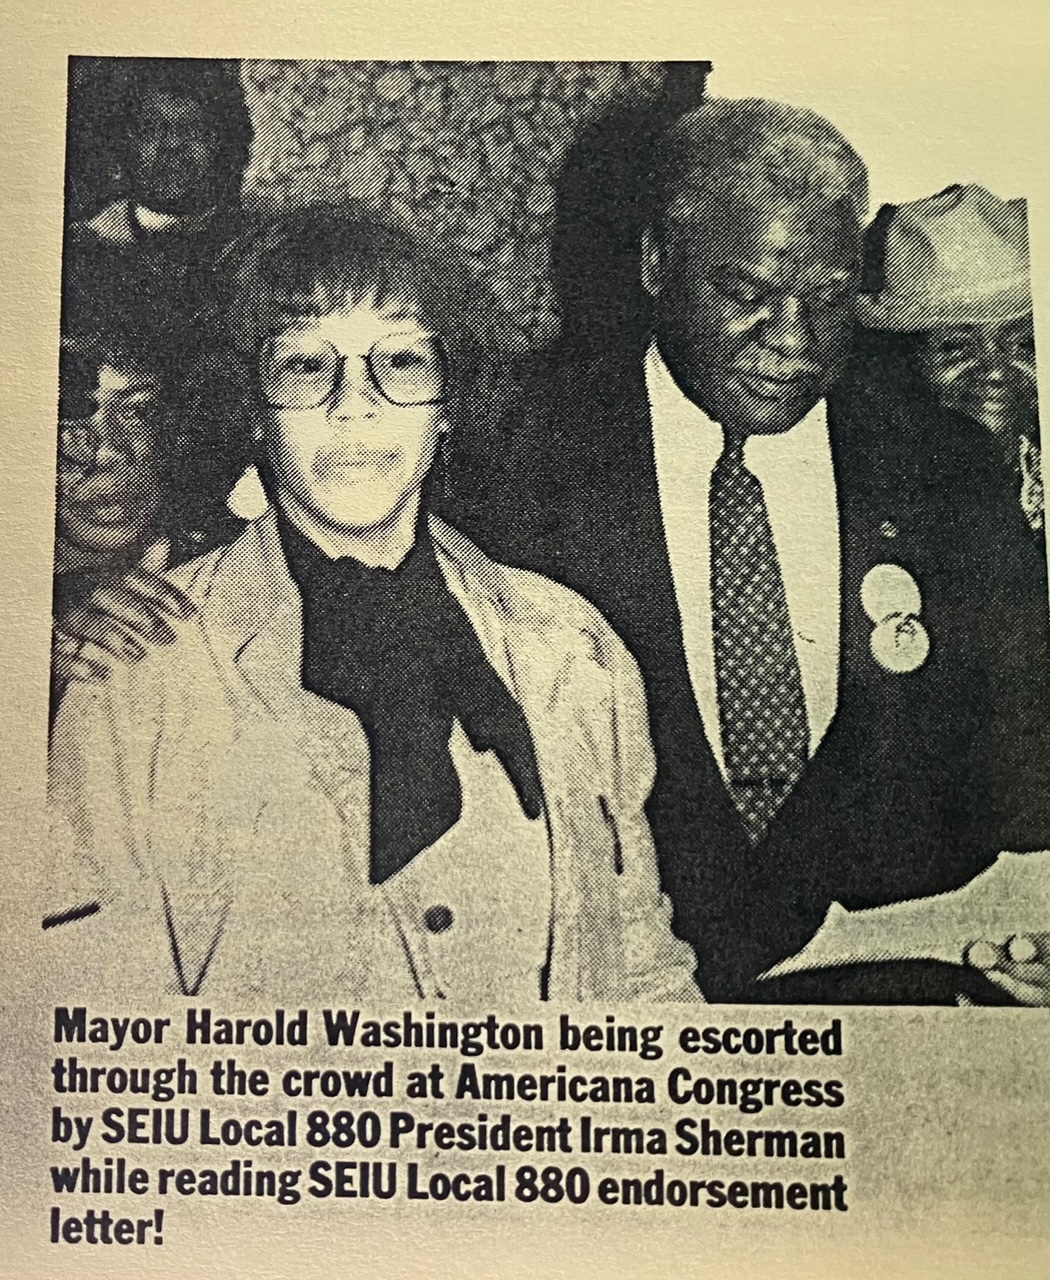 Mayor Harold Washington being escorted
through the crowd at Americana Congress
by SEIU Local 880 President Irma Sherman
while reading SEIU Local 880 endorsement
letter!